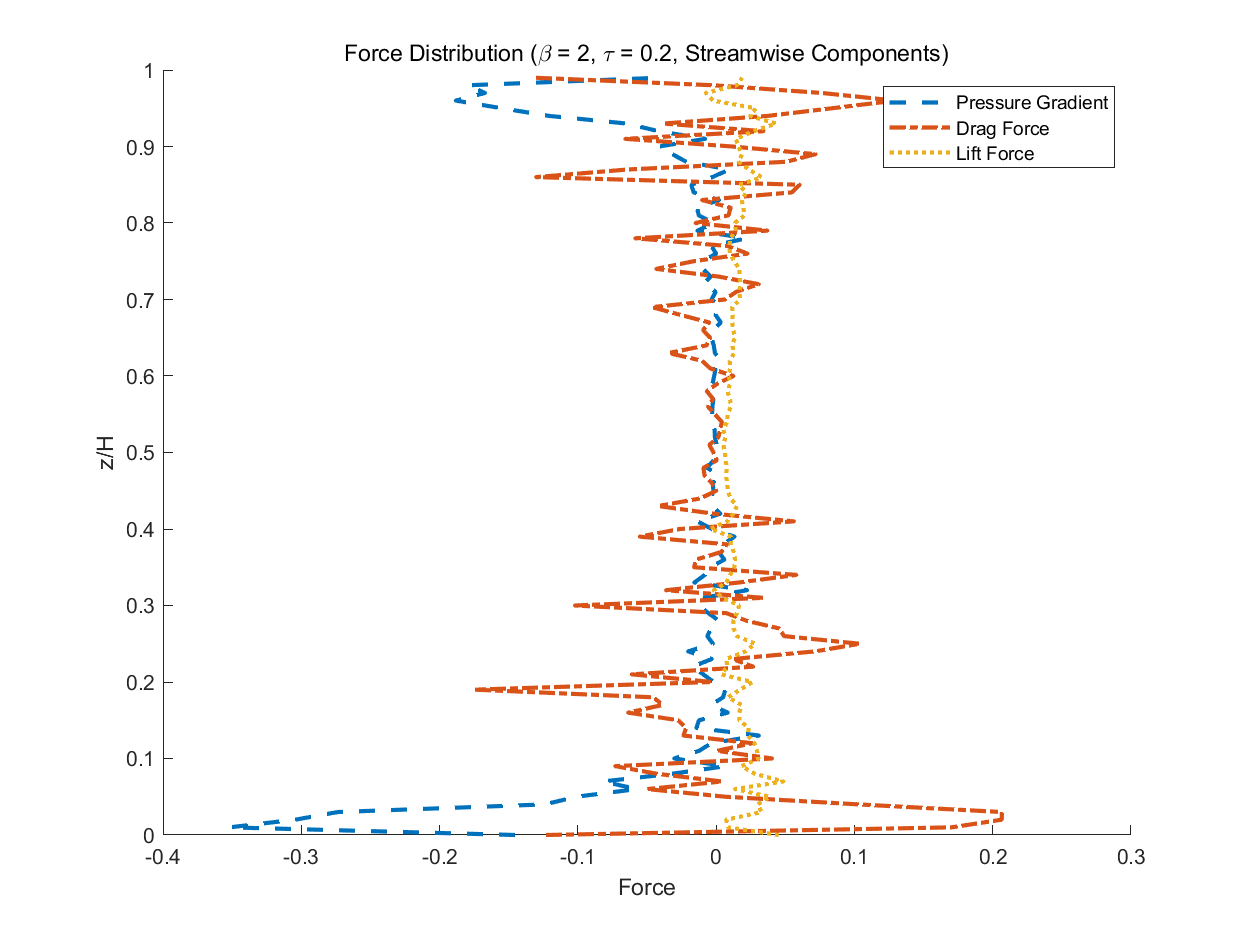 Force Distribution (β = 2, τ = 0.2, Streamwise Components)
Pressure Gradient
Drag Force
Lift Force
z/H
1
0.9
0.8
0.7
0.6
0.5
0.4
0.3
0.2
0.1
0
-0.4 -0.3 -0.2 -0.1 0 0.1 0.2 0.3
Force